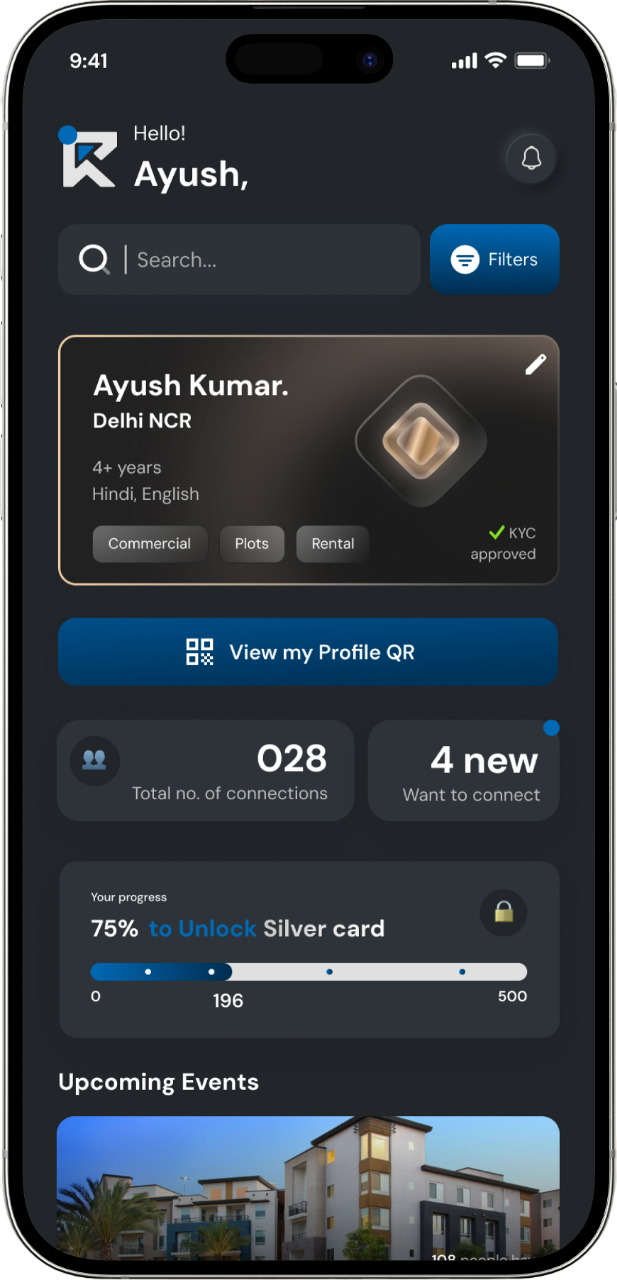 9:41
Hello!
Ayush,
Search...
Filters
Ayush Kumar.
Delhi NCR
4+ years
Hindi, English
Commercial
Plots
Rental
KYC
approved
View my Profile QR
028
Total no. of connections
4 new
Want to connect
Your progress
75% to Unlock Silver card
0
196
500
Upcoming Events
108 people